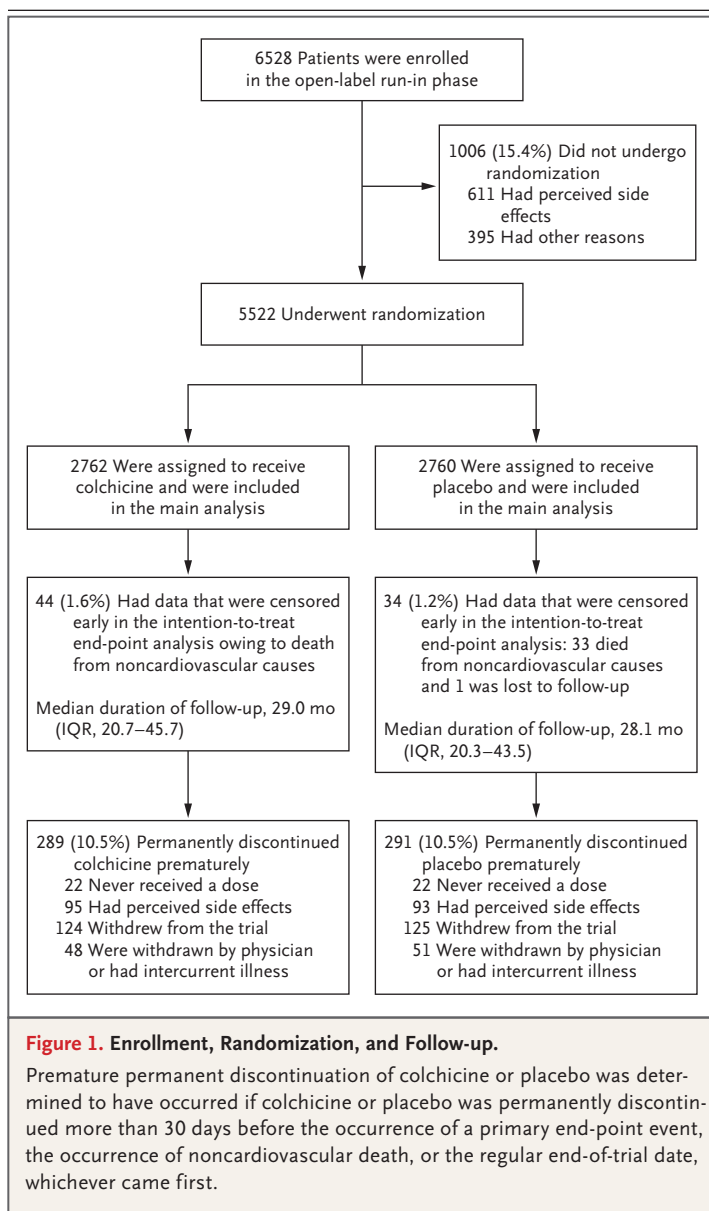 6528 Patients were enrolled
in the open-label run-in phase
1006 (15.4%) Did not undergo
randomization
611 Had perceived side
effects
395 Had other reasons
5522 Underwent randomization
2762 Were assigned to receive
colchicine and were included
in the main analysis
2760 Were assigned to receive
placebo and were included
in the main analysis
44 (1.6%) Had data that were censored
early in the intention-to-treat
end-point analysis owing to death
from noncardiovascular causes
Median duration of follow-up, 29.0 mo
(IQR, 20.7–45.7)
34 (1.2%) Had data that were censored
early in the intention-to-treat
end-point analysis: 33 died
from noncardiovascular causes
and 1 was lost to follow-up
Median duration of follow-up, 28.1 mo
(IQR, 20.3–43.5)
289 (10.5%) Permanently discontinued
colchicine prematurely
22 Never received a dose
95 Had perceived side effects
124 Withdrew from the trial
48 Were withdrawn by physician
or had intercurrent illness
291 (10.5%) Permanently discontinued
placebo prematurely
22 Never received a dose
93 Had perceived side effects
125 Withdrew from the trial
51 Were withdrawn by physician
or had intercurrent illness
Figure 1. Enrollment, Randomization, and Follow-up.
Premature permanent discontinuation of colchicine or placebo was deter-
mined to have occurred if colchicine or placebo was permanently discontin-
ued more than 30 days before the occurrence of a primary end-point event,
the occurrence of noncardiovascular death, or the regular end-of-trial date,
whichever came first.